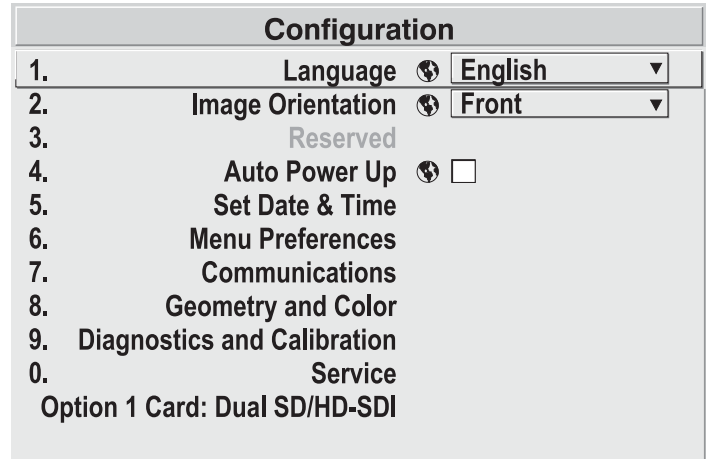 Configuration
1. Language English
2. Image Orientation Front
3. Reserved
4. Auto Power Up
5. Set Date & Time
6. Menu Preferences
7. Communications
8. Geometry and Color
9. Diagnostics and Calibration
0. Service
Option 1 Card: Dual SD/HD-SDI